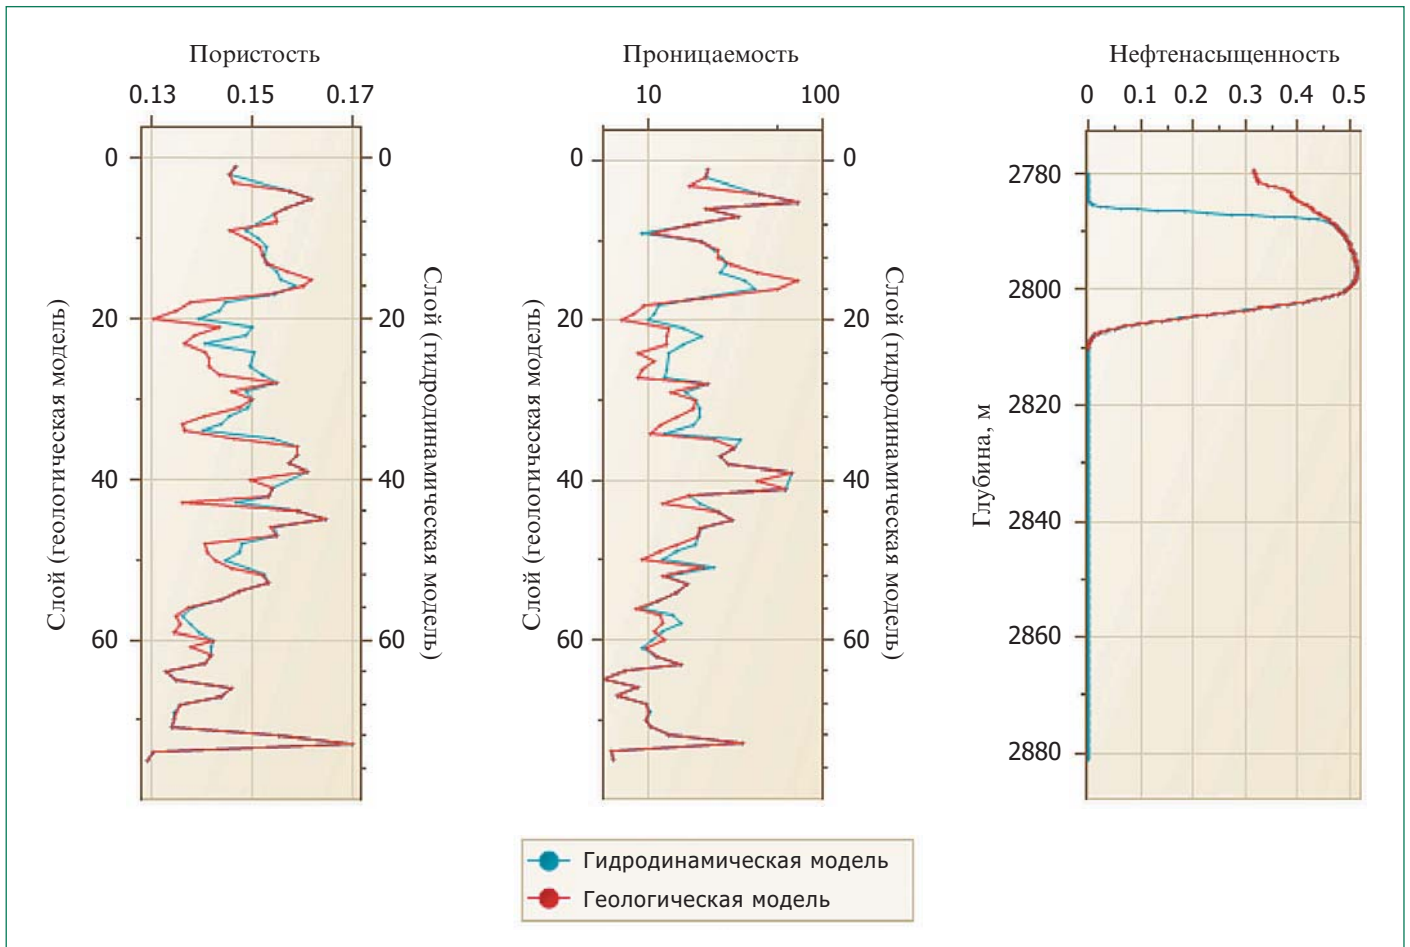 Пористость
0.13 0.15 0.17
0 0
20 20
40 40
60 60
Слой (геологическая модель)
Слой (гидродинамическая модель)
Проницаемость
10 100
0 0
20 20
40 40
60 60
Слой (геологическая модель)
Слой (гидродинамическая модель)
Нефтенасыщенность
0 0.1 0.2 0.3 0.4 0.5
2780
2800
2820
2840
2860
2880
Глубина, м
Гидродинамическая модель
Геологическая модель